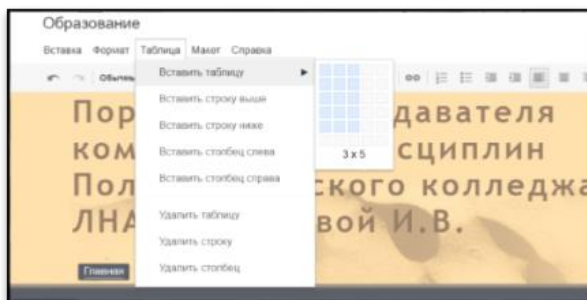 Образование
Вставка Формат Таблица Макет Справка
Обычный
Вставить таблицу
Вставить строку выше
Вставить строку ниже
Вставить столбец слева
Вставить столбец справа
Удалить таблицу
Удалить строку
Удалить столбец
3 x 5
Пор давателя
ком сциплин
Пол ского колледжа
ЛНА вой И.В.
Главная